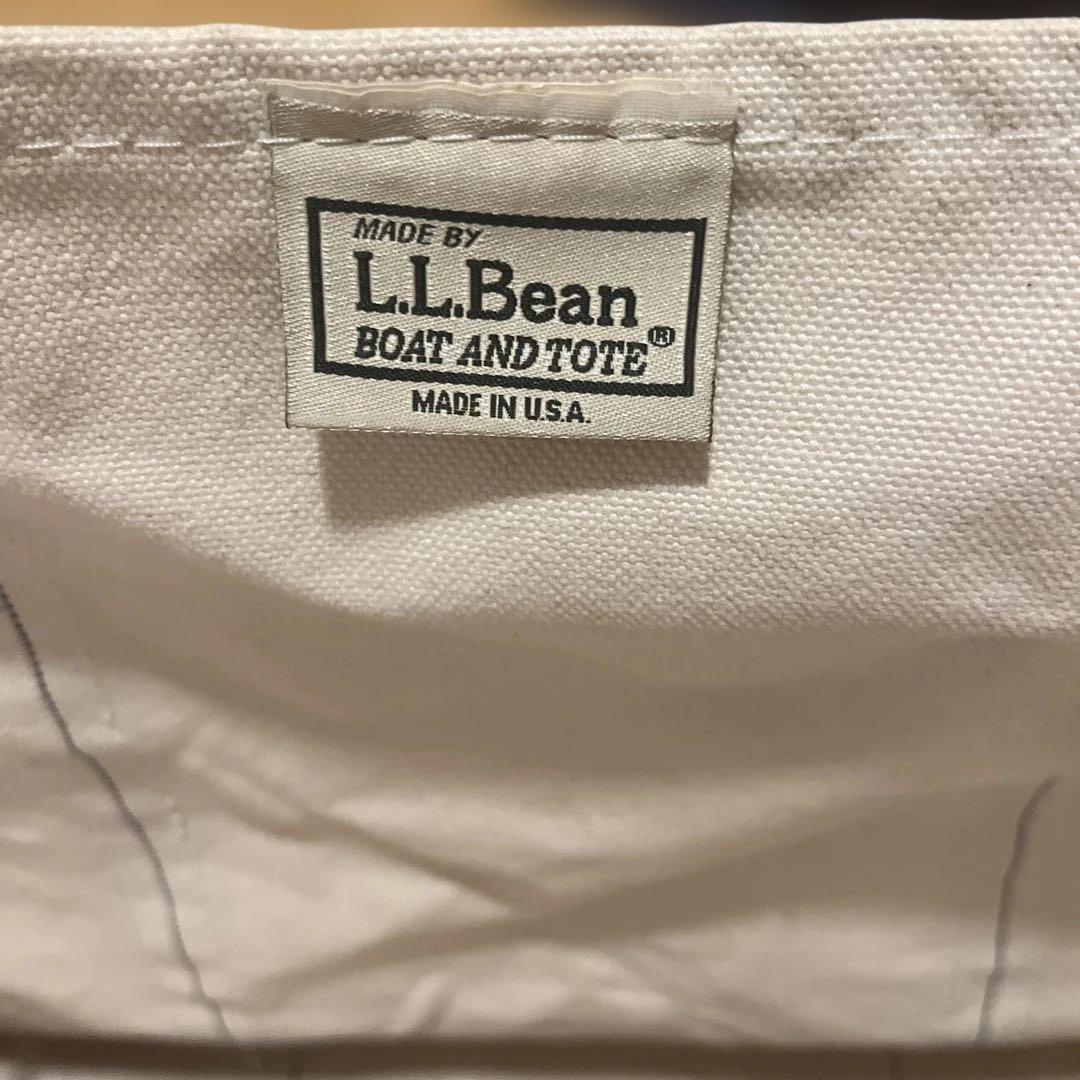 MADE BY
L.L.Bean
BOAT AND TOTE®
MADE IN U.S.A.